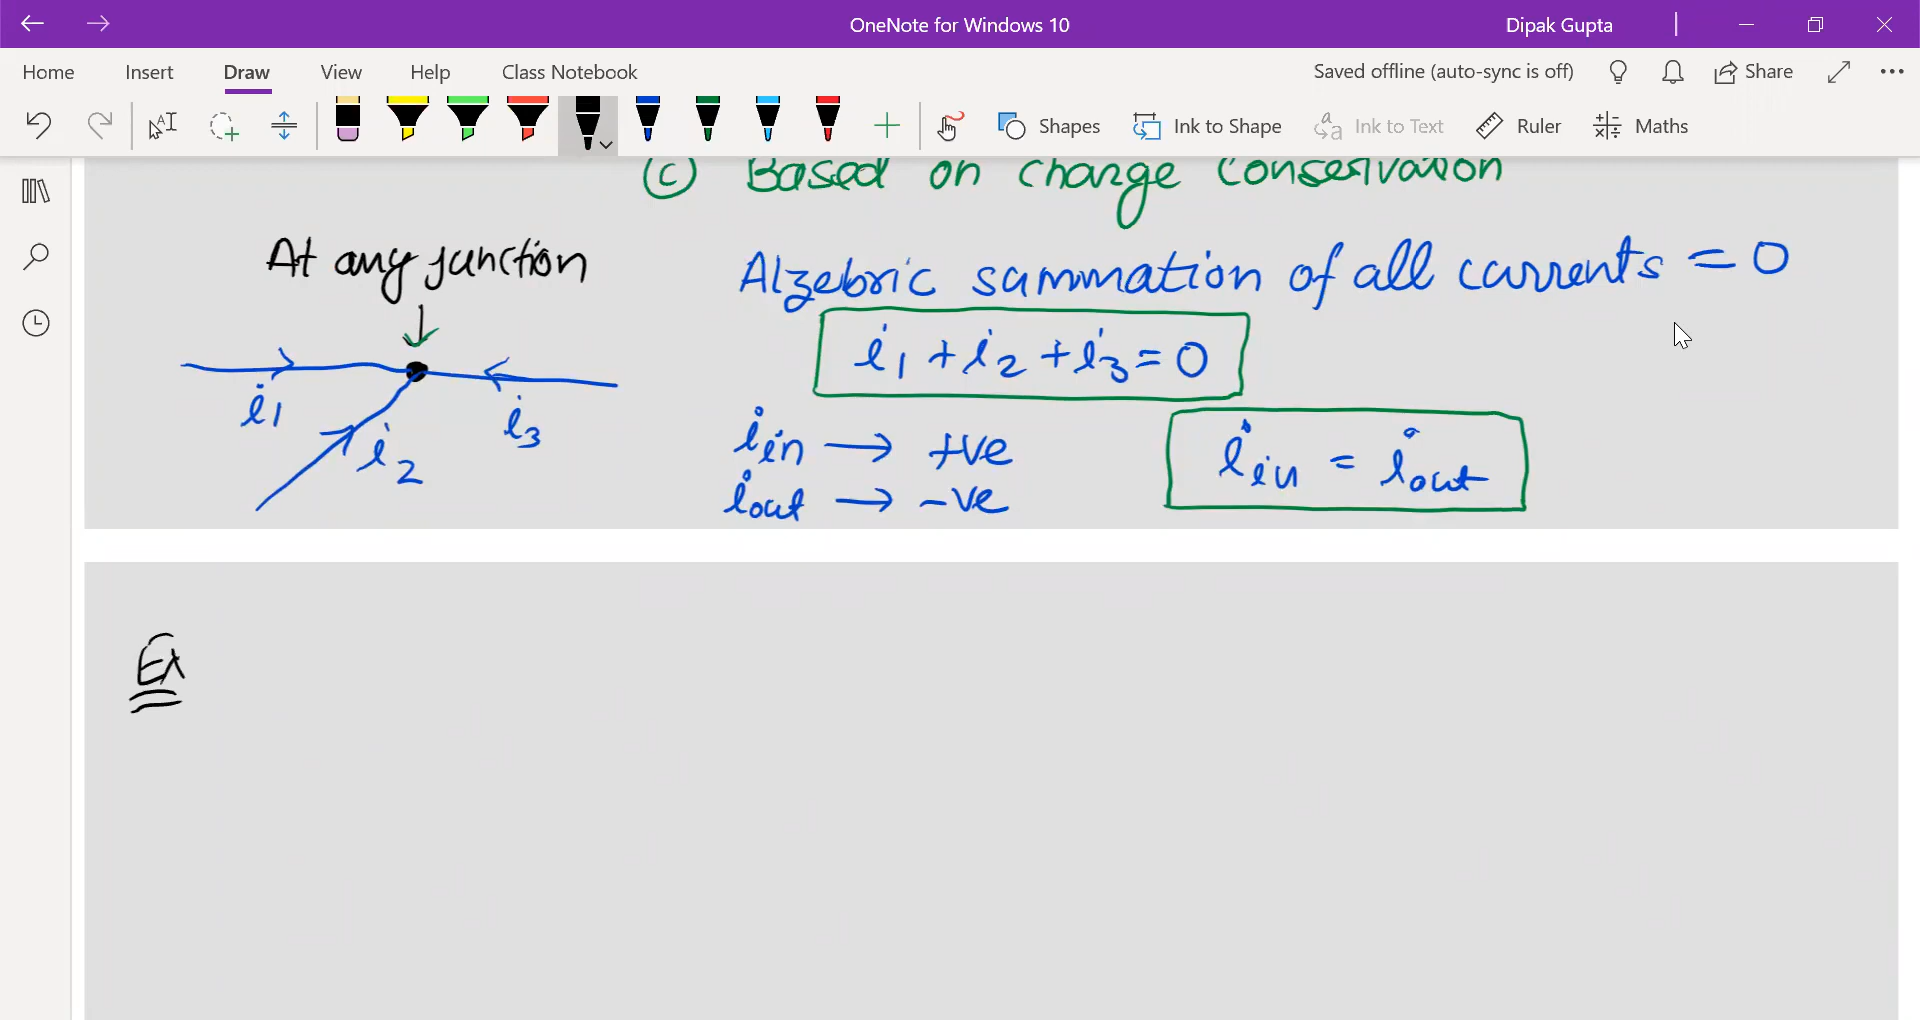 OneNote for Windows 10
Dipak Gupta
Home Insert Draw View Help Class Notebook
Saved offline (auto-sync is off) Share
Shapes Ink to Shape Ink to Text Ruler Maths
(c) Based on charge conservation
At any junction
Alzebric summation of all currents = 0
i1 + i2 + i3 = 0
i1
i2
i3
iin → +ve
iout → -ve
iin = iout
Ex